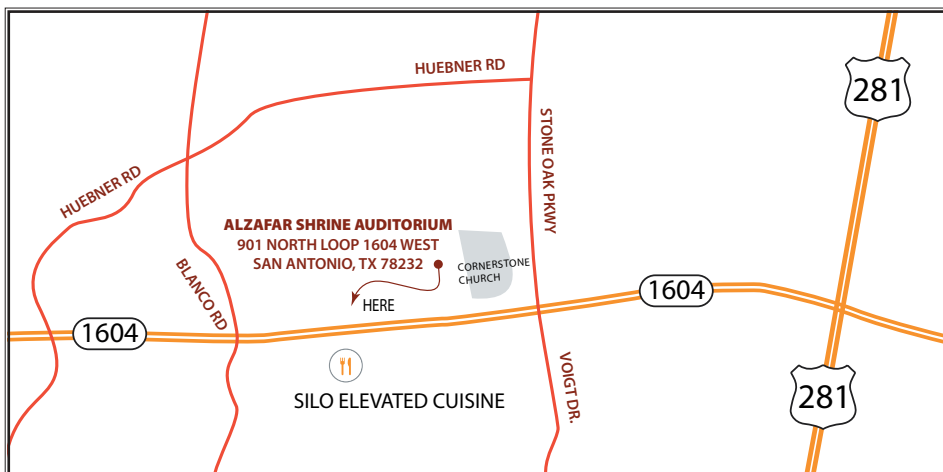 HUEBNER RD
281
HUEBNER RD
STONE OAK PKWY
ALZAFAR SHRINE AUDITORIUM
901 NORTH LOOP 1604 WEST
SAN ANTONIO, TX 78232
CORNERSTONE
CHURCH
BLANCO RD
HERE
1604
1604
VOIGT DR.
281
SILO ELEVATED CUISINE